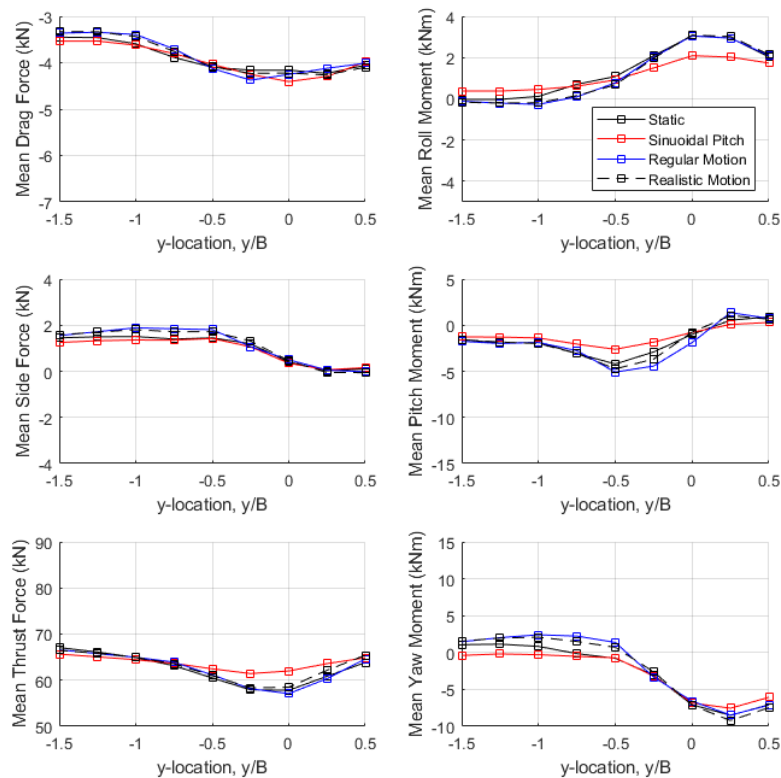 Mean Drag Force (kN)
-3
-4
-5
-6
-7
-1.5 -1 -0.5 0 0.5
y-location, y/B
Mean Roll Moment (kNm)
4
2
0
-2
-4
-1.5 -1 -0.5 0 0.5
y-location, y/B
Static
Sinuoidal Pitch
Regular Motion
Realistic Motion
Mean Side Force (kN)
4
2
0
-2
-4
-1.5 -1 -0.5 0 0.5
y-location, y/B
Mean Pitch Moment (kNm)
5
0
-5
-10
-15
-1.5 -1 -0.5 0 0.5
y-location, y/B
Mean Thrust Force (kN)
90
80
70
60
50
-1.5 -1 -0.5 0 0.5
y-location, y/B
Mean Yaw Moment (kNm)
15
10
5
0
-5
-10
-1.5 -1 -0.5 0 0.5
y-location, y/B